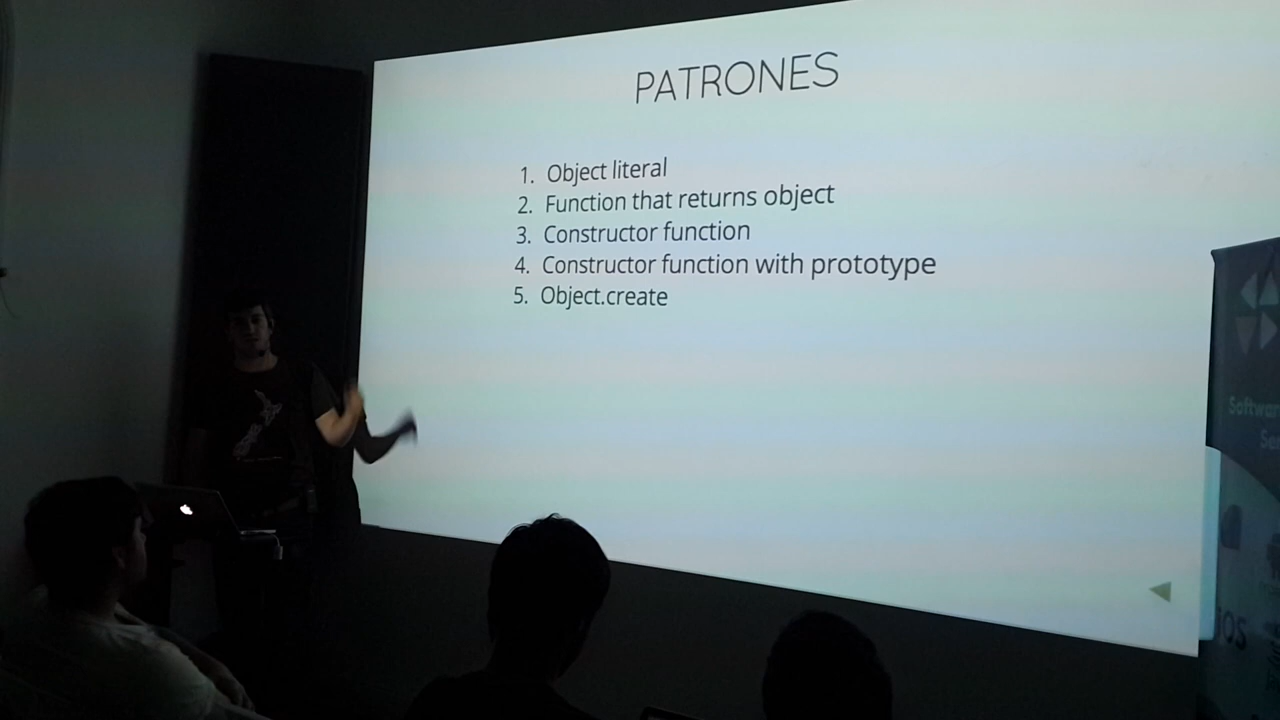 PATRONES
1. Object literal
2. Function that returns object
3. Constructor function
4. Constructor function with prototype
5. Object.create
iOS